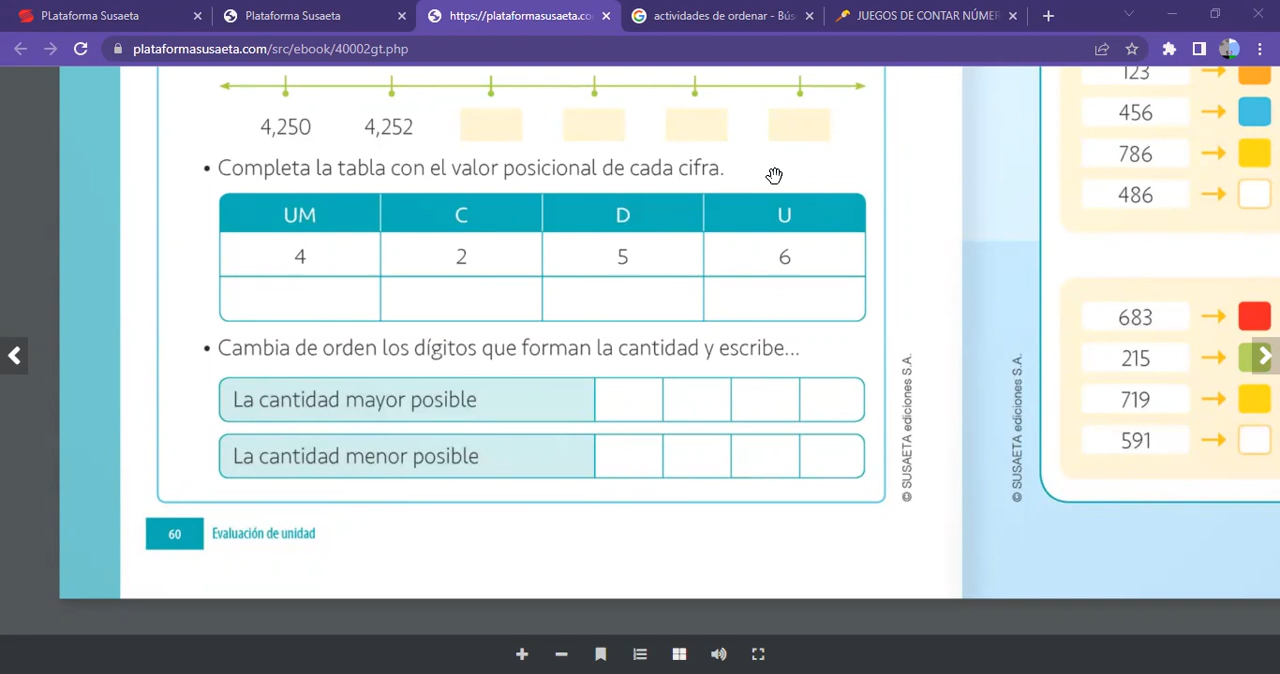 PLataforma Susaeta
Plataforma Susaeta
https://plataformasusaeta.co
actividades de ordenar - Bús
JUEGOS DE CONTAR NÚMER
plataformasusaeta.com/src/ebook/40002gt.php
4,250 4,252
• Completa la tabla con el valor posicional de cada cifra.
UM C D U
4 2 5 6
• Cambia de orden los dígitos que forman la cantidad y escribe...
La cantidad mayor posible
La cantidad menor posible
60 Evaluación de unidad
© SUSAETA ediciones S.A.
© SUSAETA ediciones S.A.
123
456
786
486
683
215
719
591